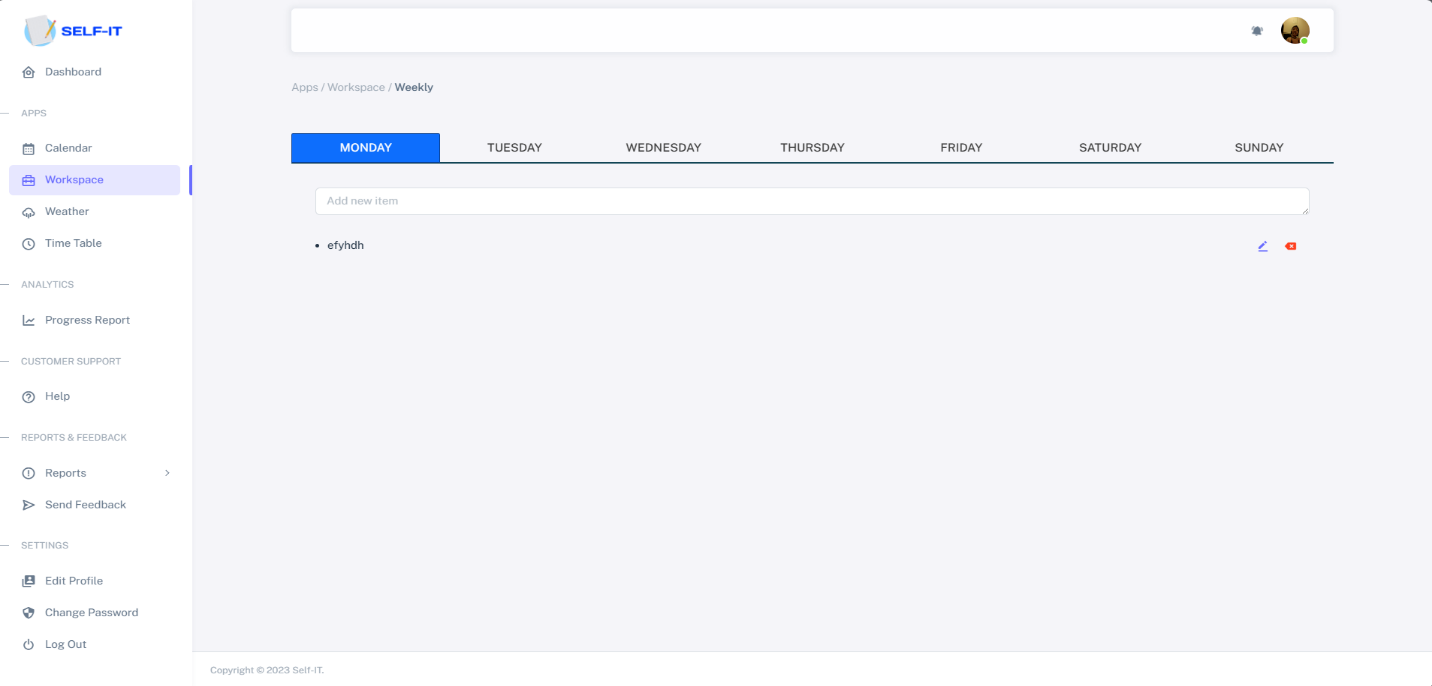 SELF-IT
Dashboard
APPS
Calendar
Workspace
Weather
Time Table
ANALYTICS
Progress Report
CUSTOMER SUPPORT
Help
REPORTS & FEEDBACK
Reports
Send Feedback
SETTINGS
Edit Profile
Change Password
Log Out
Apps / Workspace / Weekly
MONDAY TUESDAY WEDNESDAY THURSDAY FRIDAY SATURDAY SUNDAY
Add new item
• efyhdh
Copyright © 2023 Self-IT.